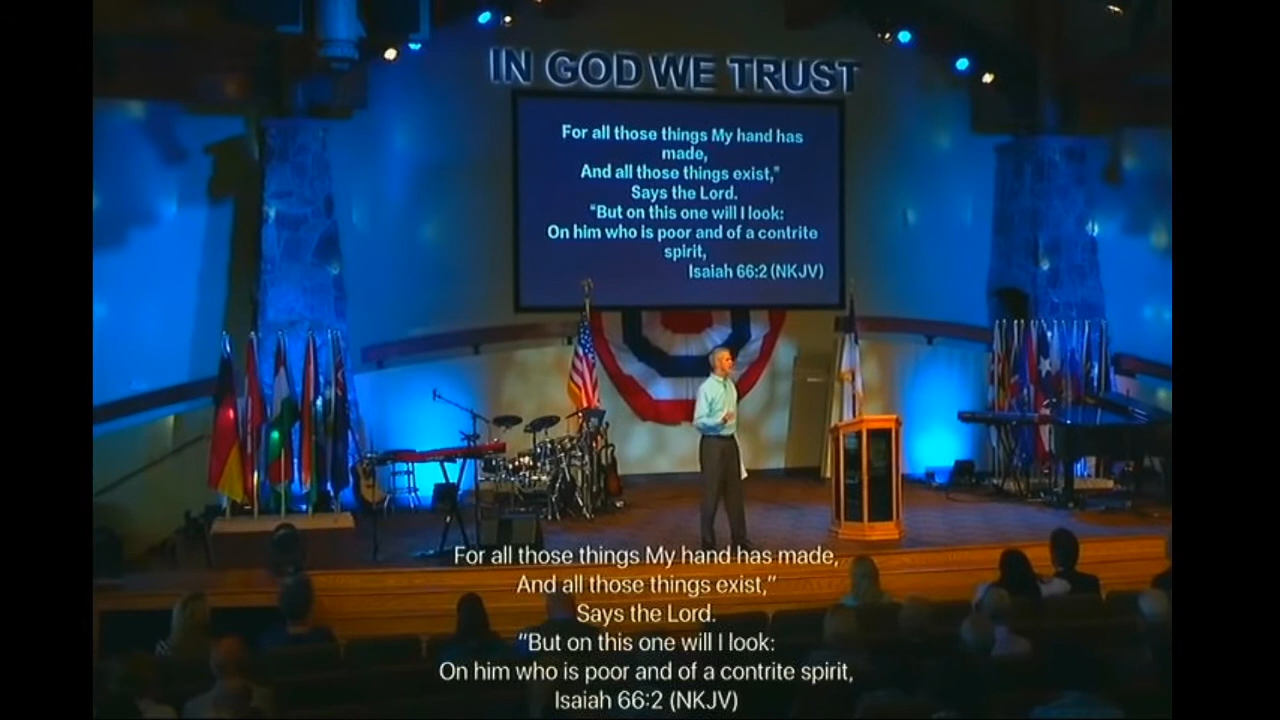 IN GOD WE TRUST
For all those things My hand has
made,
And all those things exist,"
Says the Lord.
"But on this one will I look:
On him who is poor and of a contrite
spirit,
Isaiah 66:2 (NKJV)
For all those things My hand has made,
And all those things exist,”
Says the Lord.
“But on this one will I look:
On him who is poor and of a contrite spirit,
Isaiah 66:2 (NKJV)